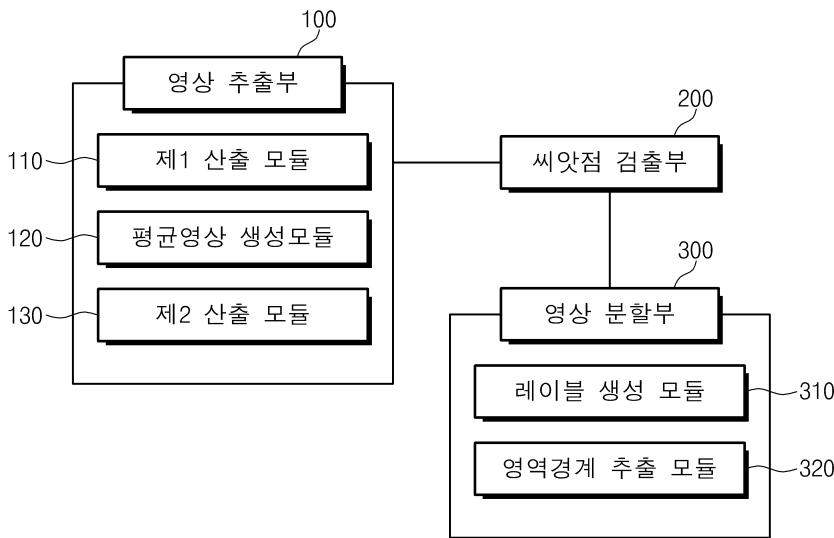 100
영상 추출부
110
제1 산출 모듈
120
평균영상 생성모듈
130
제2 산출 모듈
200
씨앗점 검출부
300
영상 분할부
레이블 생성 모듈
310
영역경계 추출 모듈
320